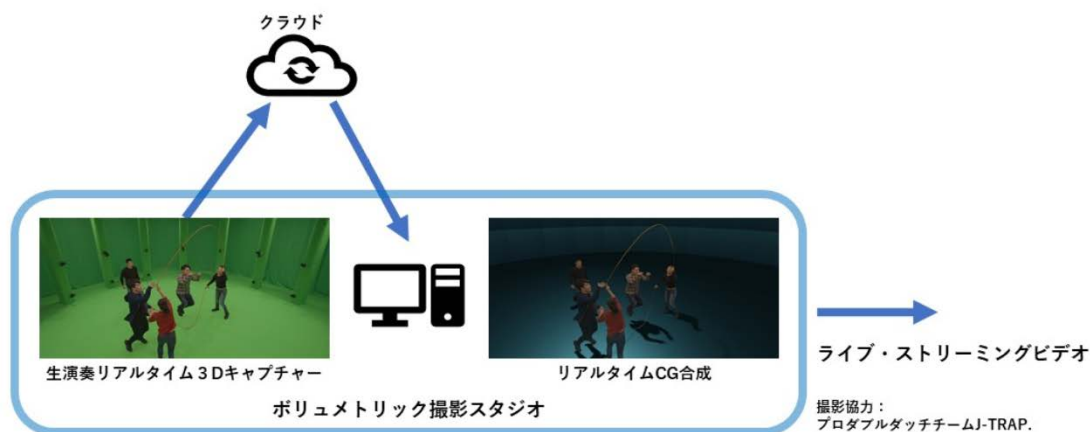 クラウド
生演奏リアルタイム３Dキャプチャー
リアルタイムCG合成
ボリュメトリック撮影スタジオ
ライブ・ストリーミングビデオ
撮影協力：
プロダブルダッチチームJ-TRAP.